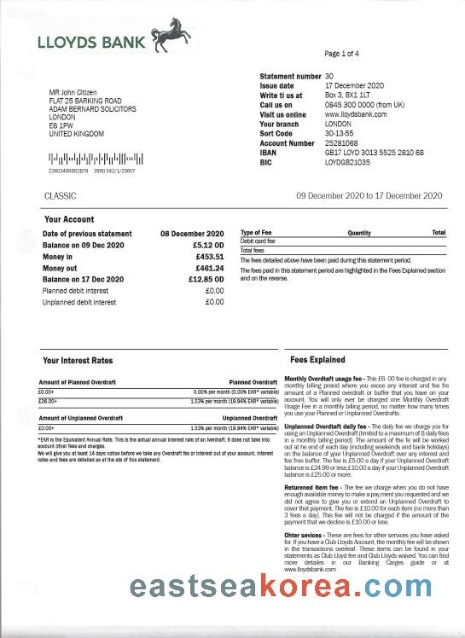 LLOYDS BANK
Page 1 of 4
Statement number 30
Issue date 17 December 2020
Write ti us at Box 3, BX1 1LT
Call us on 0945 300 0000 (from UK)
Visit us online www.lloydsbank.com
Your branch LONDON
Sort Code 30-13-55
Account Number 25281068
IBAN GB17 LOYD 3013 5525 2810 68
BIC LOYDGB21035
MR John Citizen
FLAT 25 BARKING ROAD
ADAM BERNARD SOLICITORS
LONDON
E6 1PW
UNITED KINGDOM
CLASSIC
09 December 2020 to 17 December 2020
Your Account
Date of previous statement 08 December 2020
Balance on 09 Dec 2020 £5.12 OD
Money in £453.51
Money out £461.24
Balance on 17 Dec 2020 £12.85 OD
Planned debit interest £0.00
Unplanned debit interest £0.00
Type of Fee Quantity Total
Debit card fee
Total fees
The fees detailed above have been paid during this statement period.
The fees paid in this statement period are highlighted in the Fees Explained section
and on the reverse.
Your Interest Rates
Amount of Planned Overdraft Planned Overdraft
£0.00+ 0.00% per month (0.00% EAR* variable)
1.53% per month (19.94% EAR* variable)
Amount of Unplanned Overdraft Unplanned Overdraft
£0.00+ 1.53% per month (19.94% EAR* variable)
*EAR is the Equivalent Annual Rate. This is the actual annual interest rate of an overdraft. It does not take into
account other fees and charges.
We will give you at least 14 days notice before we take any Overdraft fee or interest out of your account. Interest
rates and fees are detailed as at the date of this statement.
Fees Explained
Monthly Overdraft usage fee - This £6.00 fee is charged in any
monthly billing period where you exceed any interest and fee free
amount of a Planned overdraft or buffer that you have on your
account. You will only ever be charged one Monthly Overdraft
Usage Fee in a monthly billing period, no matter how many times
you use your Planned or Unplanned Overdrafts.
Unplanned Overdraft daily fee - The daily fee we charge you for
using an Unplanned Overdraft (limited to a maximum of 8 daily fees
in a monthly billing period). The amount of the fee will be worked
out at the end of each day (including weekends and bank holidays)
on the balance of your Unplanned Overdraft over any interest and
fee free buffer. The fee is £5.00 a day if your Unplanned Overdraft
balance is £24.99 or less; £10.00 a day if your Unplanned Overdraft
balance is £25.00 or more.
Returened item fee - The fee we charge when you do not have
enough available money to make a payment you requested and we
did not agree to give you or extend an Unplanned Overdraft to
cover that payment. The fee is £10.00 for each item (no more than
3 fees a day). This fee will not be charged if the amount of the
payment that we decline is £10.00 or less.
Ohter sevices - These are fees for other services you have asked
for. If you have a Club Lloyds Account, the monthly fee will be shown
in the transactions overleaf. These items can be found in your
statements as Club Lloyd fee and Club Lloyds waived. You can find
more detailes in our Banking Carges guide or at
www.lloydsbank.com
eastseakorea.com